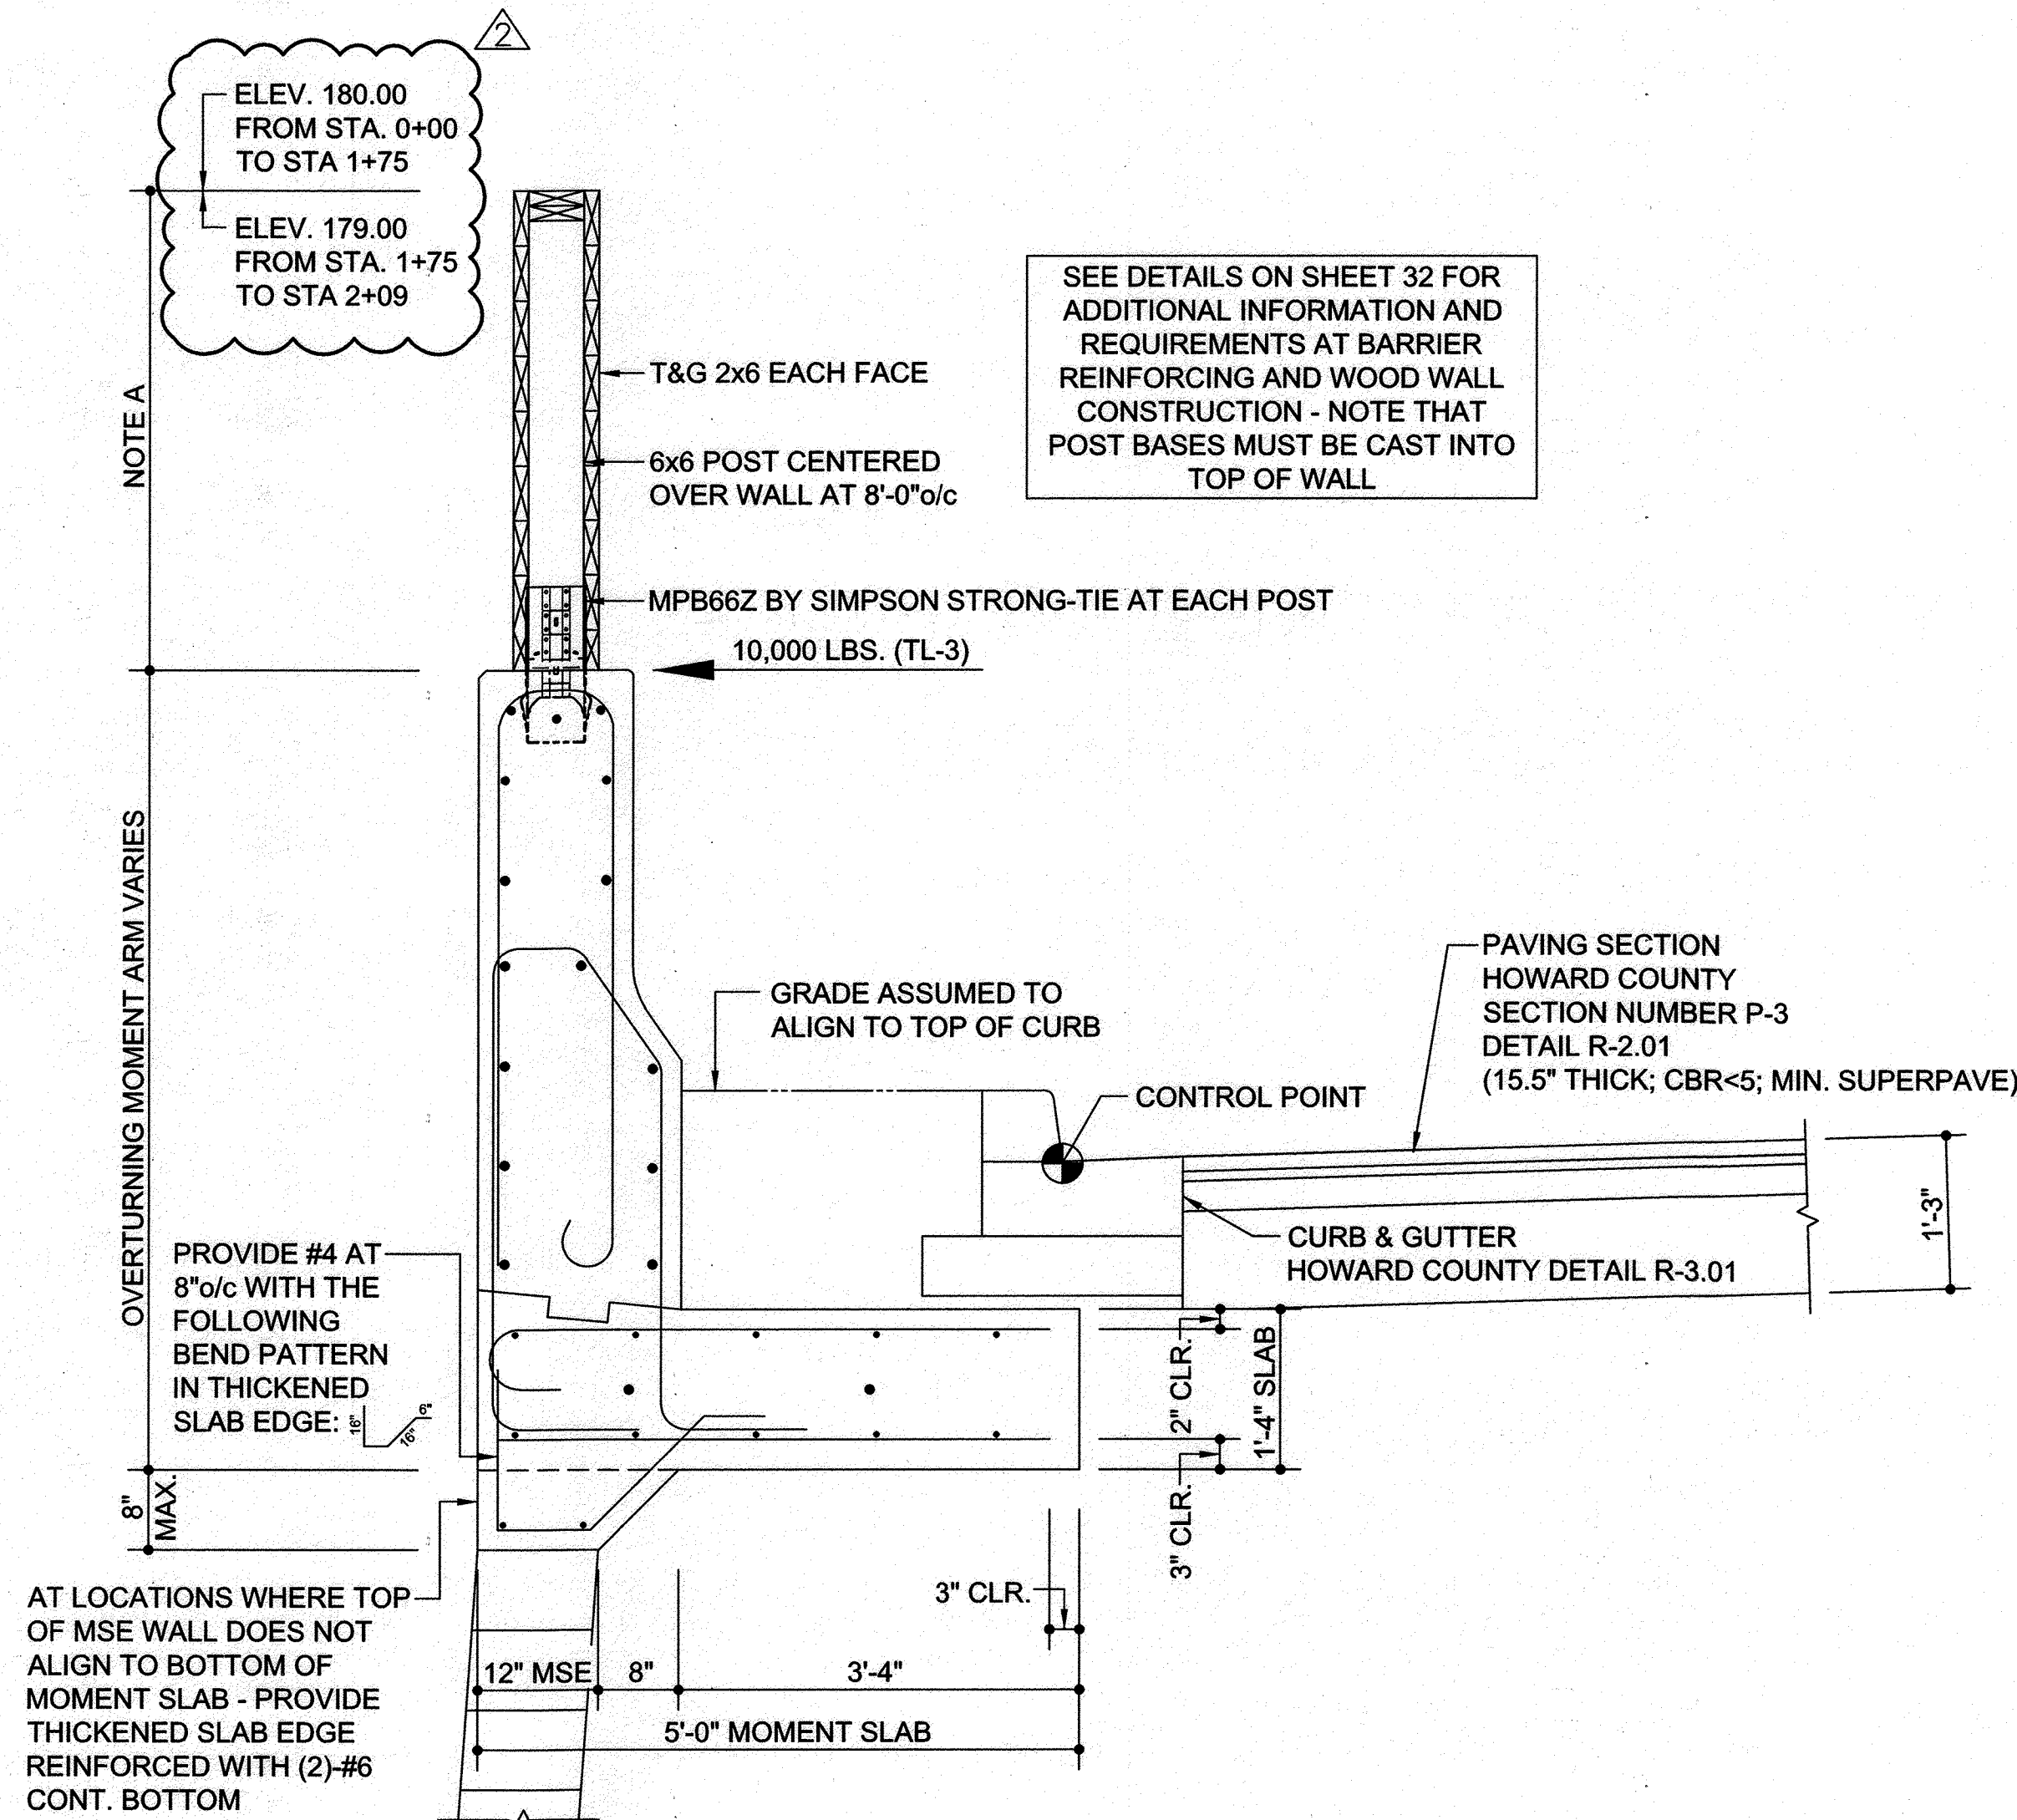 2
ELEV. 180.00
FROM STA. 0+00
TO STA 1+75
ELEV. 179.00
FROM STA. 1+75
TO STA 2+09
NOTE A
T&G 2x6 EACH FACE
6x6 POST CENTERED
OVER WALL AT 8'-0"o/c
SEE DETAILS ON SHEET 32 FOR
ADDITIONAL INFORMATION AND
REQUIREMENTS AT BARRIER
REINFORCING AND WOOD WALL
CONSTRUCTION - NOTE THAT
POST BASES MUST BE CAST INTO
TOP OF WALL
MPB66Z BY SIMPSON STRONG-TIE AT EACH POST
10,000 LBS. (TL-3)
OVERTURNING MOMENT ARM VARIES
GRADE ASSUMED TO
ALIGN TO TOP OF CURB
CONTROL POINT
PAVING SECTION
HOWARD COUNTY
SECTION NUMBER P-3
DETAIL R-2.01
(15.5" THICK; CBR<5; MIN. SUPERPAVE)
1'-3"
CURB & GUTTER
HOWARD COUNTY DETAIL R-3.01
PROVIDE #4 AT
8"o/c WITH THE
FOLLOWING
BEND PATTERN
IN THICKENED
SLAB EDGE:
16"
16"
6"
2" CLR.
1'-4" SLAB
3" CLR.
8"
MAX.
AT LOCATIONS WHERE TOP
OF MSE WALL DOES NOT
ALIGN TO BOTTOM OF
MOMENT SLAB - PROVIDE
THICKENED SLAB EDGE
REINFORCED WITH (2)-#6
CONT. BOTTOM
3" CLR.
12" MSE
8"
3'-4"
5'-0" MOMENT SLAB